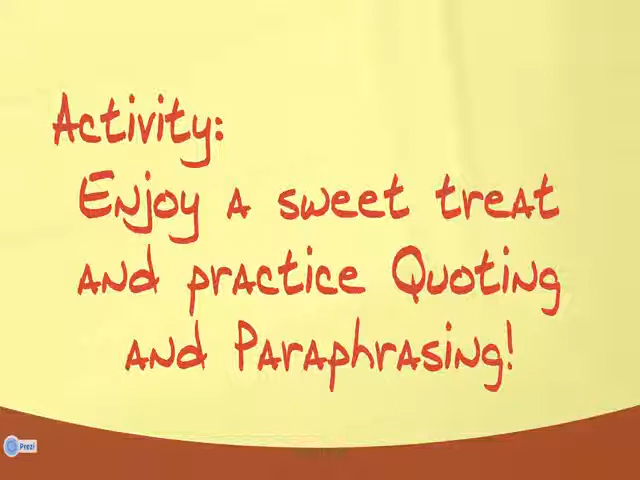 Activity:
Enjoy a sweet treat
and practice Quoting
and Paraphrasing!
Prezi